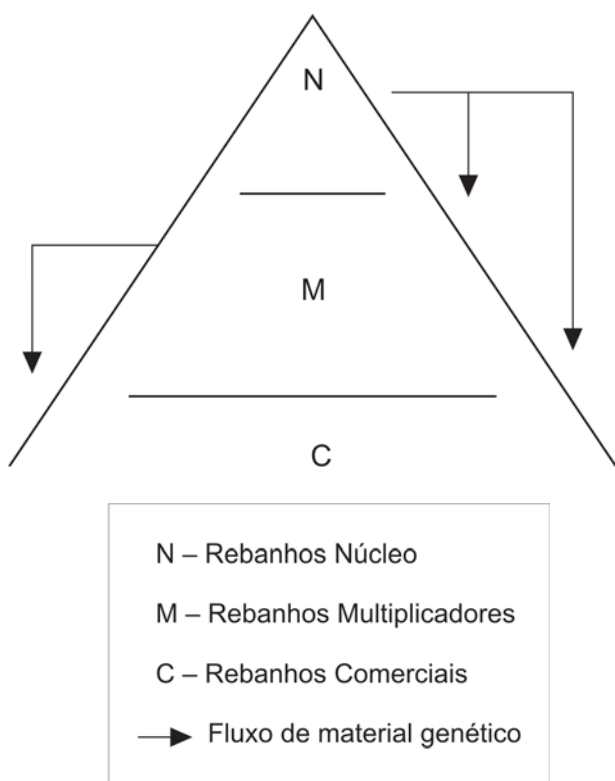 N
M
C
N – Rebanhos Núcleo
M – Rebanhos Multiplicadores
C – Rebanhos Comerciais
Fluxo de material genético